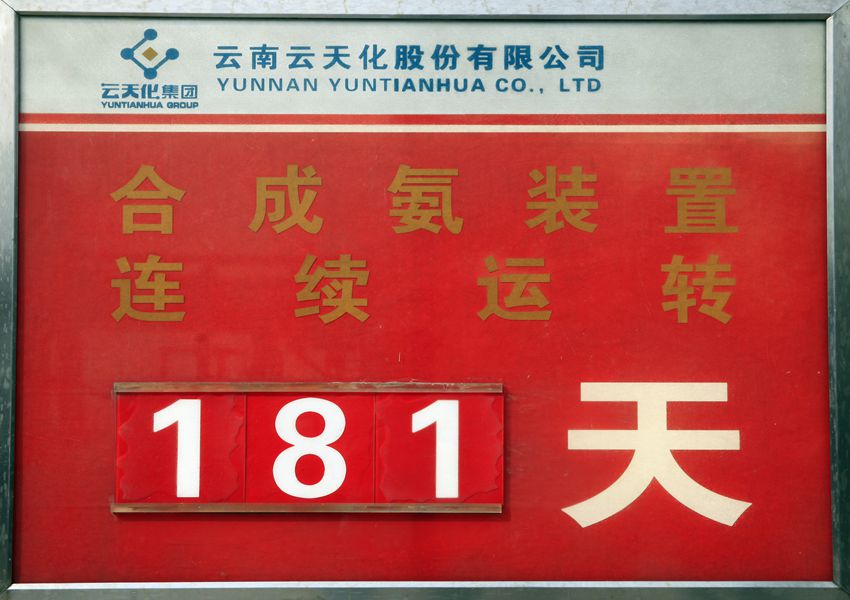 云天化集团
YUNTIANHUA GROUP
云南云天化股份有限公司
YUNNAN YUNTIANHUA CO., LTD
合成氨装置
连续运转
181天